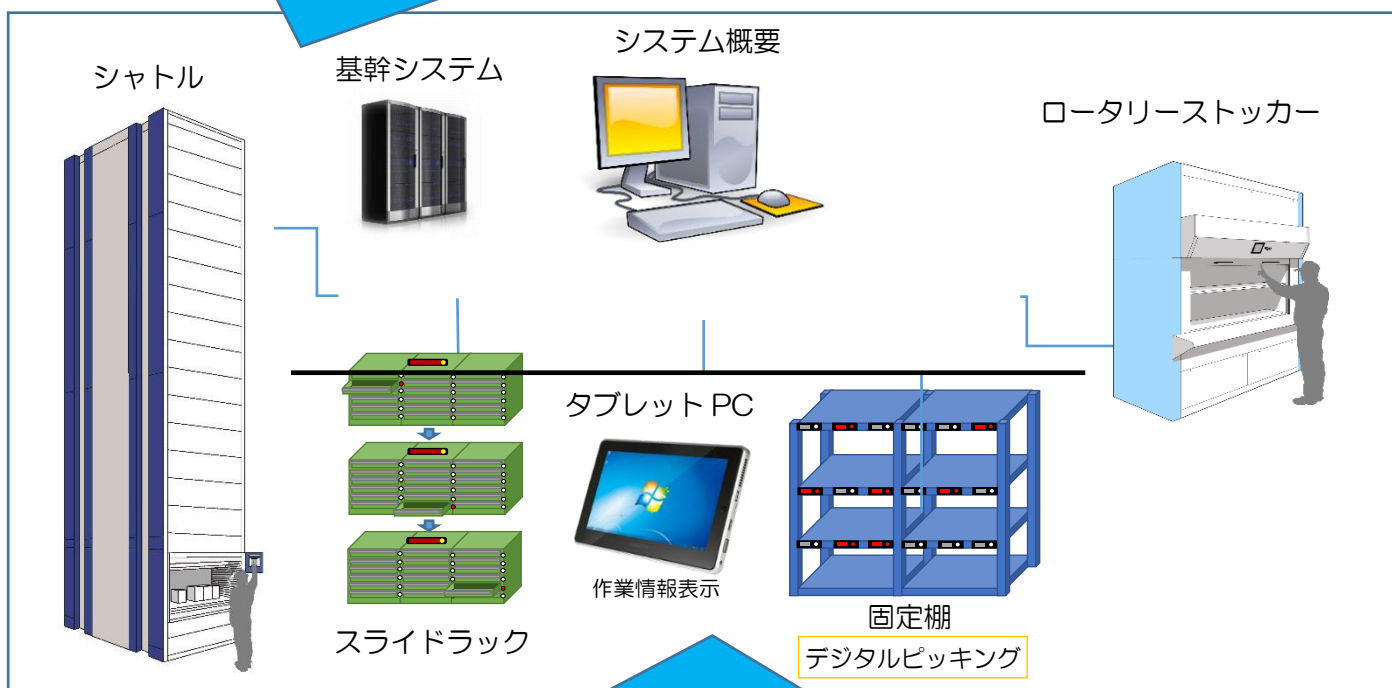 システム概要
基幹システム
シャトル
ロータリーストッカー
タブレット PC
作業情報表示
スライドラック
固定棚
デジタルピッキング